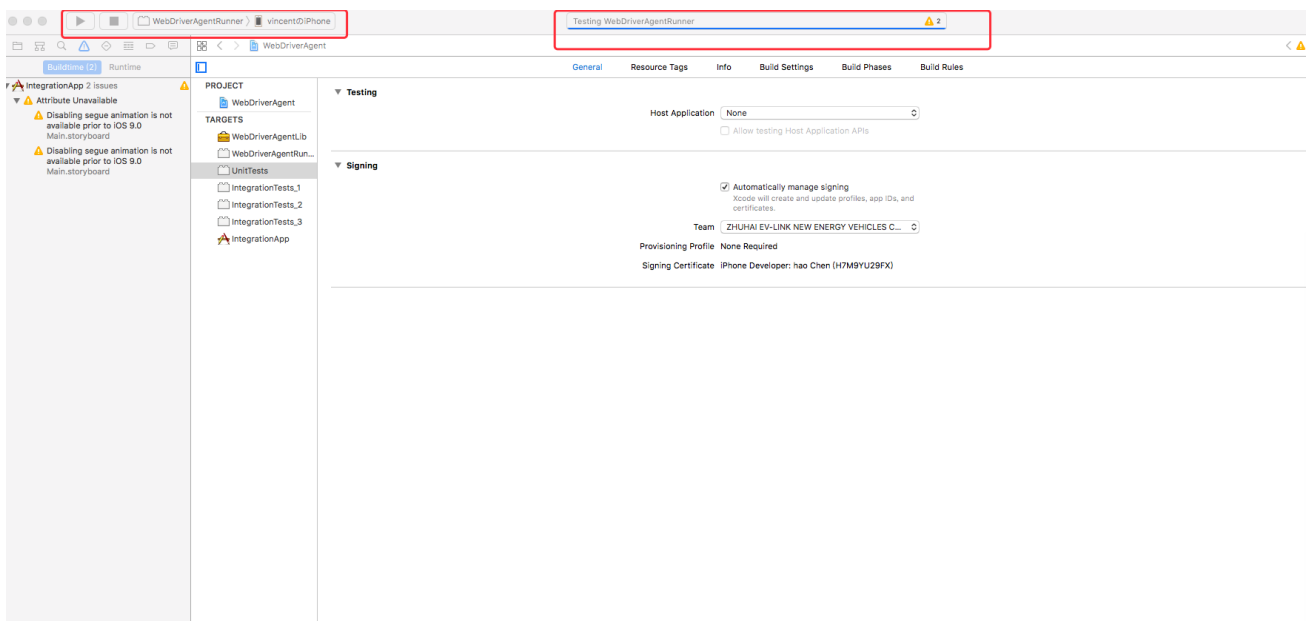 WebDriverAgentRunner 〉 vincent的iPhone
Testing WebDriverAgentRunner
2
WebDriverAgent
Buildtime (2) Runtime
General Resource Tags Info Build Settings Build Phases Build Rules
IntegrationApp 2 issues
Attribute Unavailable
Disabling segue animation is not
available prior to iOS 9.0
Main.storyboard
Disabling segue animation is not
available prior to iOS 9.0
Main.storyboard
PROJECT
WebDriverAgent
TARGETS
WebDriverAgentLib
WebDriverAgentRun...
UnitTests
IntegrationTests_1
IntegrationTests_2
IntegrationTests_3
IntegrationApp
Testing
Host Application None
Allow testing Host Application APIs
Signing
Automatically manage signing
Xcode will create and update profiles, app IDs, and
certificates.
Team ZHUHAI EV-LINK NEW ENERGY VEHICLES C...
Provisioning Profile None Required
Signing Certificate iPhone Developer: hao Chen (H7M9YU29FX)